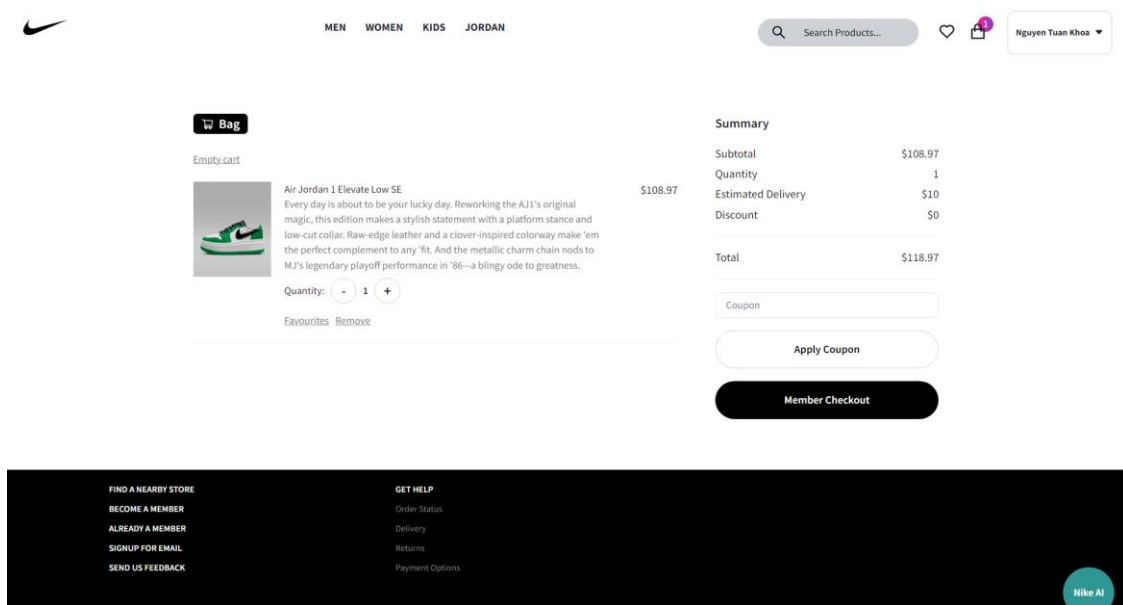 MEN WOMEN KIDS JORDAN
Search Products...
1
Nguyen Tuan Khoa
Bag
Empty cart
Air Jordan 1 Elevate Low SE $108.97
Every day is about to be your lucky day. Reworking the AJ1's original
magic, this edition makes a stylish statement with a platform stance and
low-cut collar. Raw-edge leather and a clover-inspired colorway make 'em
the perfect complement to any 'fit. And the metallic charm chain nods to
MJ's legendary playoff performance in '86—a blingy ode to greatness.
Quantity: - 1 +
Favourites Remove
Summary
Subtotal $108.97
Quantity 1
Estimated Delivery $10
Discount $0
Total $118.97
Coupon
Apply Coupon
Member Checkout
FIND A NEARBY STORE
BECOME A MEMBER
ALREADY A MEMBER
SIGNUP FOR EMAIL
SEND US FEEDBACK
GET HELP
Order Status
Delivery
Returns
Payment Options
Nike AI